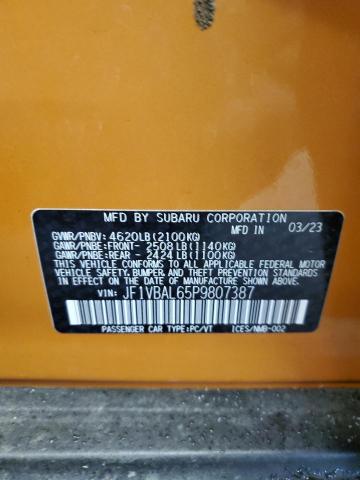 MFD BY SUBARU CORPORATION
GVWR/PNBV: 4620LB(2100KG) IN 03/23
GAWR/PNBE:FRONT- 2508LB(1140KG)
GAWR/PNBE:REAR - 2424LB(1100KG)
THIS VEHICLE CONFORMS TO ALL APPLICABLE FEDERAL MOTOR
VEHICLE SAFETY, BUMPER, AND THEFT PREVENTION STANDARDS
IN EFFECT ON THE DATE OF MANUFACTURE SHOWN ABOVE.
VIN: JF1VBAL65P9807387
PASSENGER CAR TYPE:PC/VT ICES/NMB-002